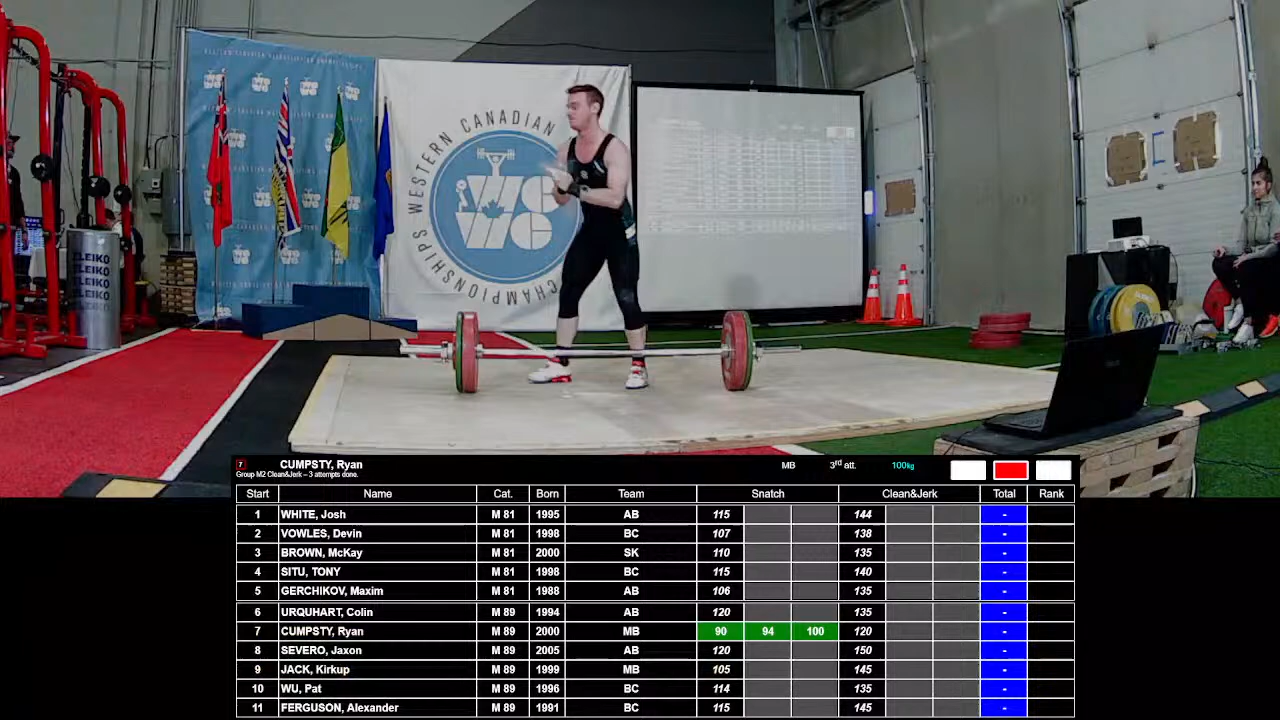 WESTERN CANADIAN
CHAMPIONSHIPS
WC
WC
ELEIKO
ELEIKO
ELEIKO
ELEIKO
7 CUMPSTY, Ryan MB 3rd att. 100kg
Group M2 Clean&Jerk – 3 attempts done.
Start Name Cat. Born Team Snatch Clean&Jerk Total Rank
1 WHITE, Josh M 81 1995 AB 115 144 -
2 VOWLES, Devin M 81 1998 BC 107 138 -
3 BROWN, McKay M 81 2000 SK 110 135 -
4 SITU, TONY M 81 1998 BC 115 140 -
5 GERCHIKOV, Maxim M 81 1988 AB 106 135 -
6 URQUHART, Colin M 89 1994 AB 120 135 -
7 CUMPSTY, Ryan M 89 2000 MB 90 94 100 120 -
8 SEVERO, Jaxon M 89 2005 AB 120 150 -
9 JACK, Kirkup M 89 1999 MB 105 145 -
10 WU, Pat M 89 1996 BC 114 135 -
11 FERGUSON, Alexander M 89 1991 BC 115 145 -